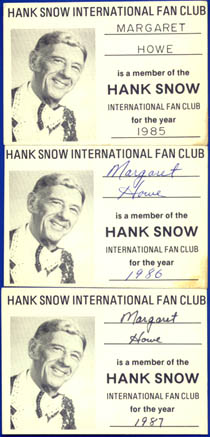 HANK SNOW INTERNATIONAL FAN CLUB
MARGARET
HOWE
is a member of the
HANK SNOW
INTERNATIONAL FAN CLUB
for the year
1985
HANK SNOW INTERNATIONAL FAN CLUB
Margaret
Howe
is a member of the
HANK SNOW
INTERNATIONAL FAN CLUB
for the year
1986
HANK SNOW INTERNATIONAL FAN CLUB
Margaret
Howe
is a member of the
HANK SNOW
INTERNATIONAL FAN CLUB
for the year
1987